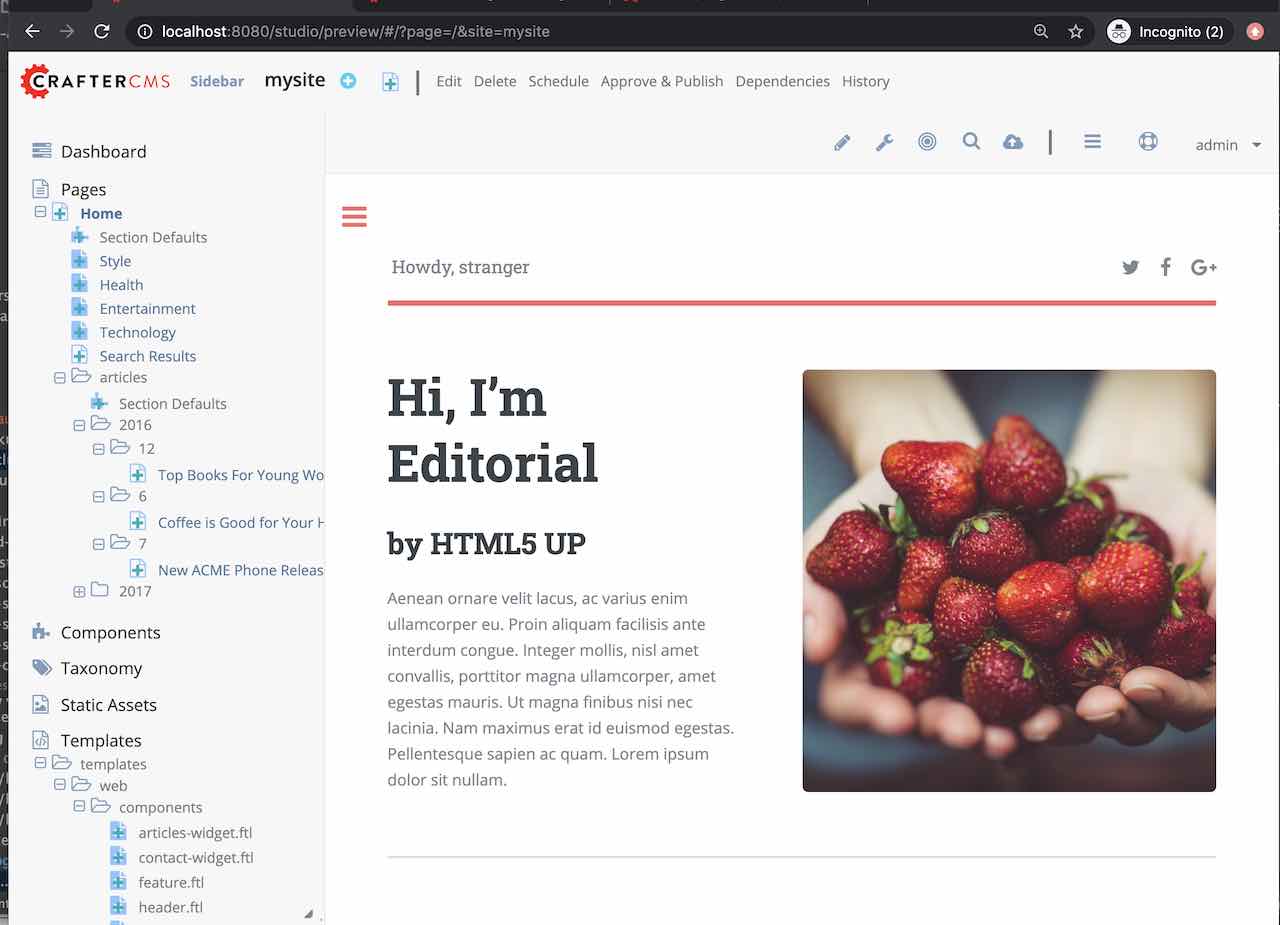 localhost:8080/studio/preview/#/?page=/&site=mysite
Incognito (2)
CRAFTERCMS Sidebar mysite Edit Delete Schedule Approve & Publish Dependencies History
admin
Dashboard
Pages
Home
Section Defaults
Style
Health
Entertainment
Technology
Search Results
articles
Section Defaults
2016
12
Top Books For Young Wo
6
Coffee is Good for Your H
7
New ACME Phone Releas
2017
Components
Taxonomy
Static Assets
Templates
templates
web
components
articles-widget.ftl
contact-widget.ftl
feature.ftl
header.ftl
Howdy, stranger
G+
Hi, I’m
Editorial
by HTML5 UP
Aenean ornare velit lacus, ac varius enim
ullamcorper eu. Proin aliquam facilisis ante
interdum congue. Integer mollis, nisl amet
convallis, porttitor magna ullamcorper, amet
egestas mauris. Ut magna finibus nisi nec
lacinia. Nam maximus erat id euismod egestas.
Pellentesque sapien ac quam. Lorem ipsum
dolor sit nullam.